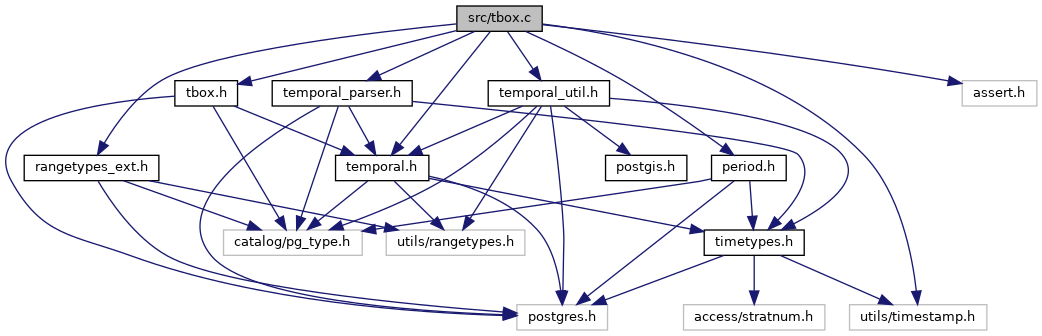 src/tbox.c
tbox.h
temporal_parser.h
temporal_util.h
assert.h
rangetypes_ext.h
temporal.h
postgis.h
period.h
catalog/pg_type.h
utils/rangetypes.h
timetypes.h
postgres.h
access/stratnum.h
utils/timestamp.h